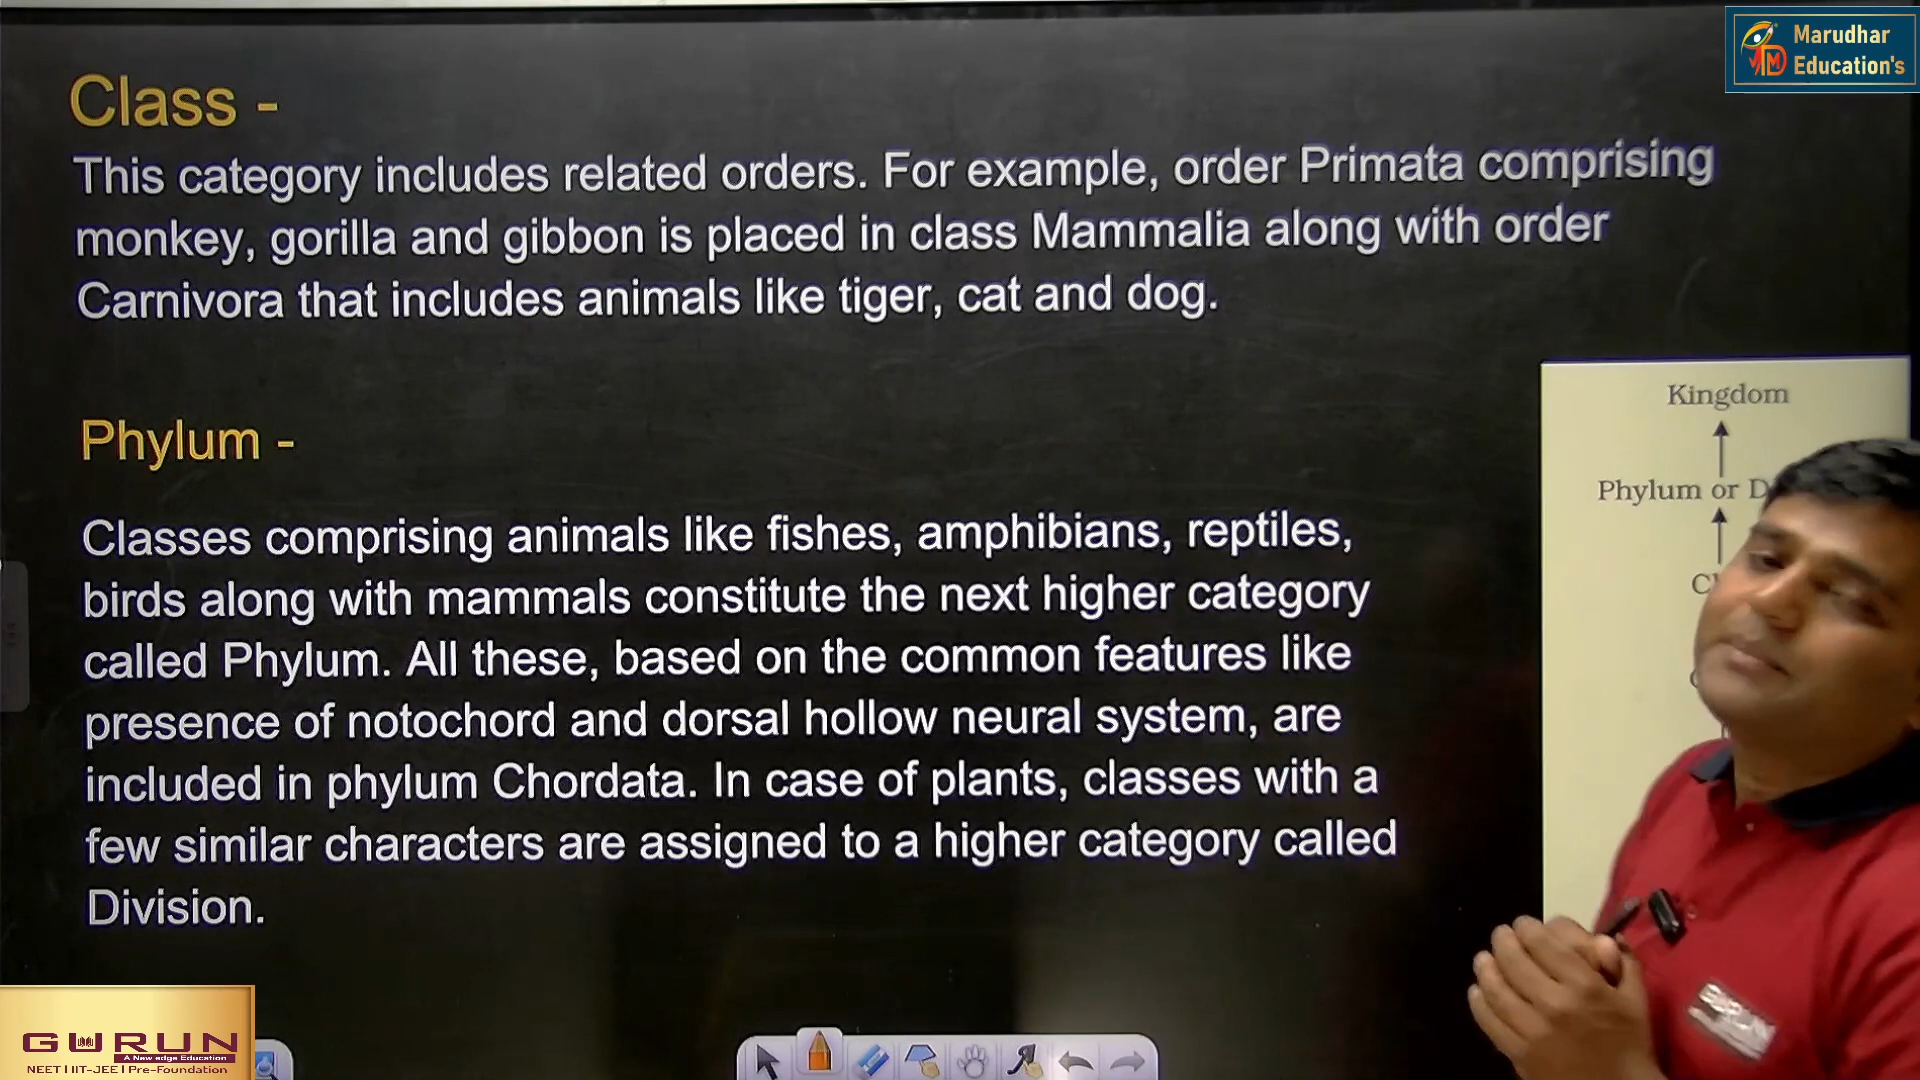 Marudhar
Education's
Class -
This category includes related orders. For example, order Primata comprising
monkey, gorilla and gibbon is placed in class Mammalia along with order
Carnivora that includes animals like tiger, cat and dog.
Kingdom
Phylum or D
Phylum -
Classes comprising animals like fishes, amphibians, reptiles,
birds along with mammals constitute the next higher category
called Phylum. All these, based on the common features like
presence of notochord and dorsal hollow neural system, are
included in phylum Chordata. In case of plants, classes with a
few similar characters are assigned to a higher category called
Division.
GURUN
A New edge Education
NEET | IIT-JEE | Pre-Foundation